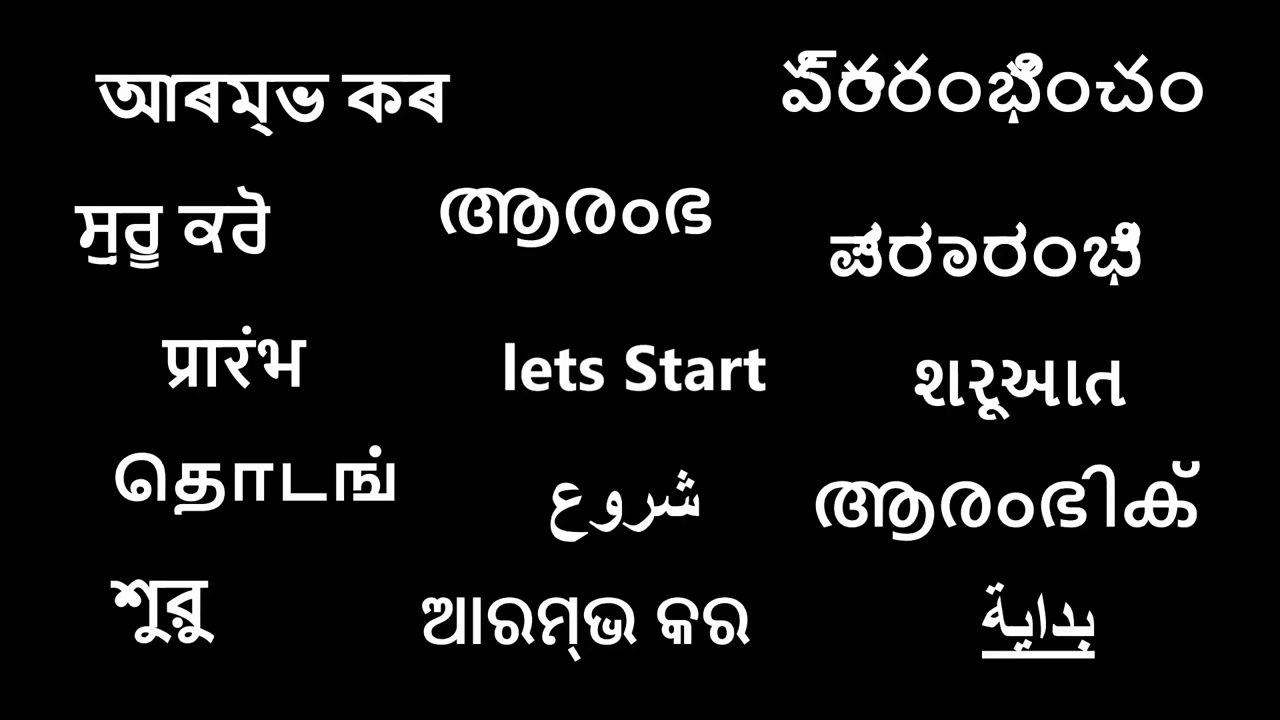 আৰম্ভ কৰ
ప్రారంభించం
ਸ਼ੁਰੂ ਕਰੋ
ആരംഭ
ಪ್ರಾರಂಭಿ
प्रारंभ
lets Start
શરૂઆત
தொடங்
شروع
ആരംഭിക്
শুরু
ଆରମ୍ଭ କର
بداية